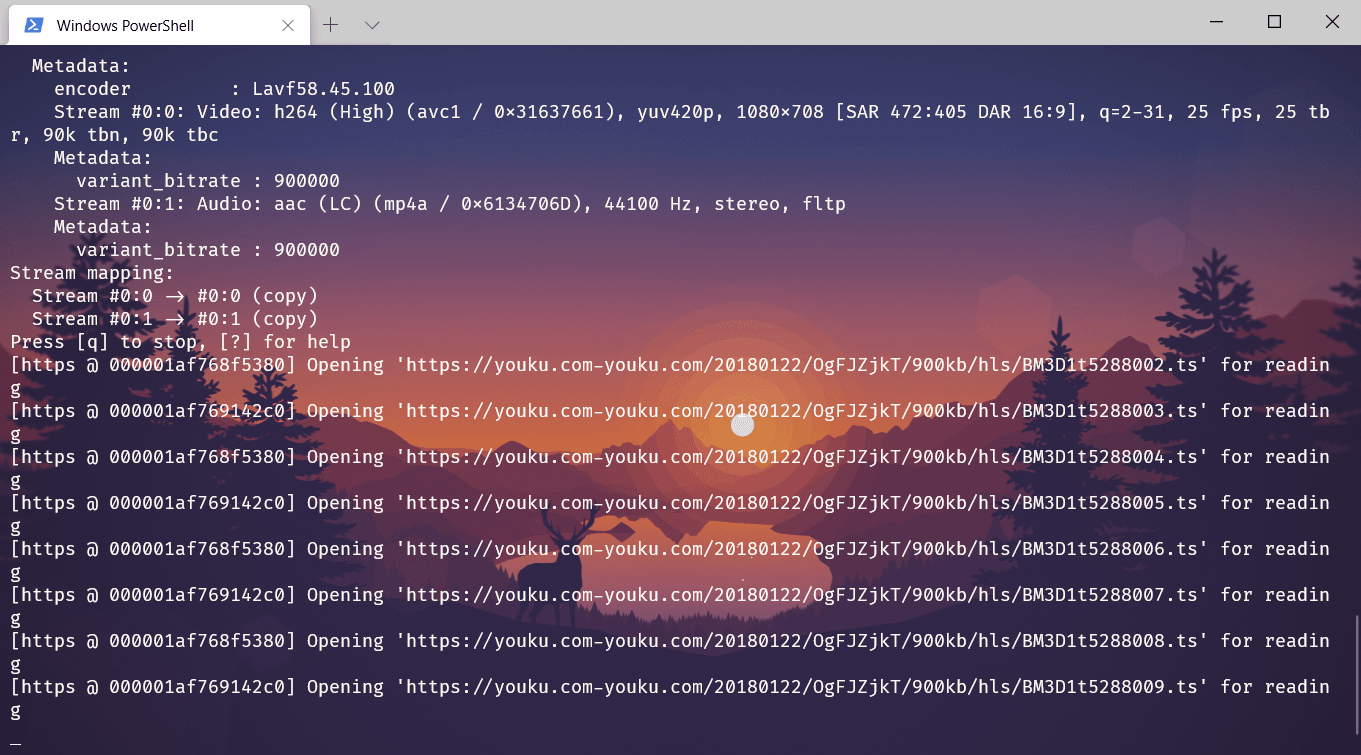 Windows PowerShell
Metadata:
encoder : Lavf58.45.100
Stream #0:0: Video: h264 (High) (avc1 / 0×31637661), yuv420p, 1080×708 [SAR 472:405 DAR 16:9], q=2-31, 25 fps, 25 tb
r, 90k tbn, 90k tbc
Metadata:
variant_bitrate : 900000
Stream #0:1: Audio: aac (LC) (mp4a / 0×6134706D), 44100 Hz, stereo, fltp
Metadata:
variant_bitrate : 900000
Stream mapping:
Stream #0:0 → #0:0 (copy)
Stream #0:1 → #0:1 (copy)
Press [q] to stop, [?] for help
[https @ 000001af768f5380] Opening 'https://youku.com-youku.com/20180122/OgFJZjkT/900kb/hls/BM3D1t5288002.ts' for readin
g
[https @ 000001af769142c0] Opening 'https://youku.com-youku.com/20180122/OgFJZjkT/900kb/hls/BM3D1t5288003.ts' for readin
g
[https @ 000001af768f5380] Opening 'https://youku.com-youku.com/20180122/OgFJZjkT/900kb/hls/BM3D1t5288004.ts' for readin
g
[https @ 000001af769142c0] Opening 'https://youku.com-youku.com/20180122/OgFJZjkT/900kb/hls/BM3D1t5288005.ts' for readin
g
[https @ 000001af768f5380] Opening 'https://youku.com-youku.com/20180122/OgFJZjkT/900kb/hls/BM3D1t5288006.ts' for readin
g
[https @ 000001af769142c0] Opening 'https://youku.com-youku.com/20180122/OgFJZjkT/900kb/hls/BM3D1t5288007.ts' for readin
g
[https @ 000001af768f5380] Opening 'https://youku.com-youku.com/20180122/OgFJZjkT/900kb/hls/BM3D1t5288008.ts' for readin
g
[https @ 000001af769142c0] Opening 'https://youku.com-youku.com/20180122/OgFJZjkT/900kb/hls/BM3D1t5288009.ts' for readin
g